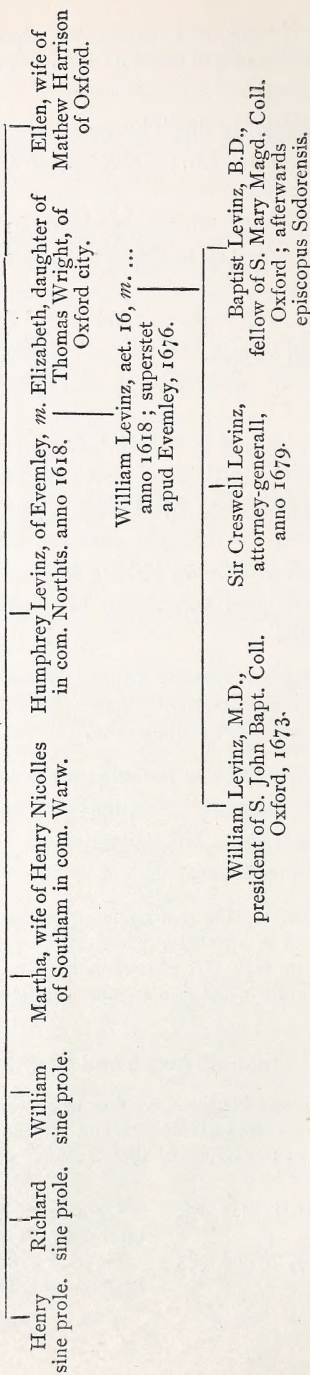 Henry
sine prole.
Richard
sine prole.
William
sine prole.
Martha, wife of Henry Nicolles
of Southam in com. Warw.
Humphrey Levinz, of Evemley, m.
in com. Northts. anno 1618.
Elizabeth, daughter of
Thomas Wright, of
Oxford city.
Ellen, wife of
Mathew Harrison
of Oxford.
William Levinz, aet. 16, m. ...
anno 1618; superstet
apud Evemley, 1676.
William Levinz, M.D.,
president of S. John Bapt. Coll.
Oxford, 1673.
Sir Creswell Levinz,
attorney-generall,
anno 1679.
Baptist Levinz, B.D.,
fellow of S. Mary Magd. Coll.
Oxford; afterwards
episcopus Sodorensis.